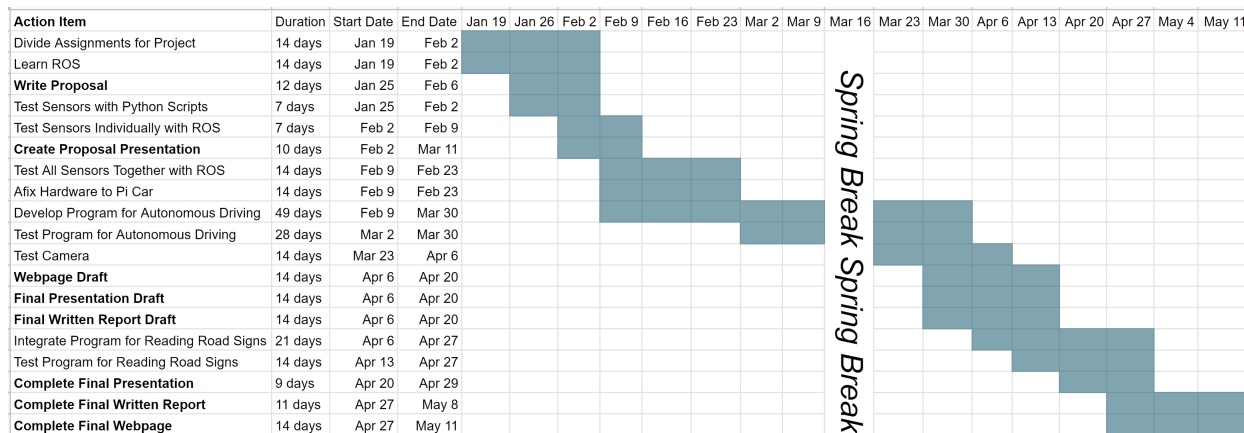 Action Item Duration Start Date End Date Jan 19 Jan 26 Feb 2 Feb 9 Feb 16 Feb 23 Mar 2 Mar 9 Mar 16 Mar 23 Mar 30 Apr 6 Apr 13 Apr 20 Apr 27 May 4 May 11
Divide Assignments for Project 14 days Jan 19 Feb 2
Learn ROS 14 days Jan 19 Feb 2
Write Proposal 12 days Jan 25 Feb 6
Test Sensors with Python Scripts 7 days Jan 25 Feb 2
Test Sensors Individually with ROS 7 days Feb 2 Feb 9
Create Proposal Presentation 10 days Feb 2 Mar 11
Test All Sensors Together with ROS 14 days Feb 9 Feb 23
Afix Hardware to Pi Car 14 days Feb 9 Feb 23
Develop Program for Autonomous Driving 49 days Feb 9 Mar 30
Test Program for Autonomous Driving 28 days Mar 2 Mar 30
Test Camera 14 days Mar 23 Apr 6
Webpage Draft 14 days Apr 6 Apr 20
Final Presentation Draft 14 days Apr 6 Apr 20
Final Written Report Draft 14 days Apr 6 Apr 20
Integrate Program for Reading Road Signs 21 days Apr 6 Apr 27
Test Program for Reading Road Signs 14 days Apr 13 Apr 27
Complete Final Presentation 9 days Apr 20 Apr 29
Complete Final Written Report 11 days Apr 27 May 8
Complete Final Webpage 14 days Apr 27 May 11
Spring Break Spring Break